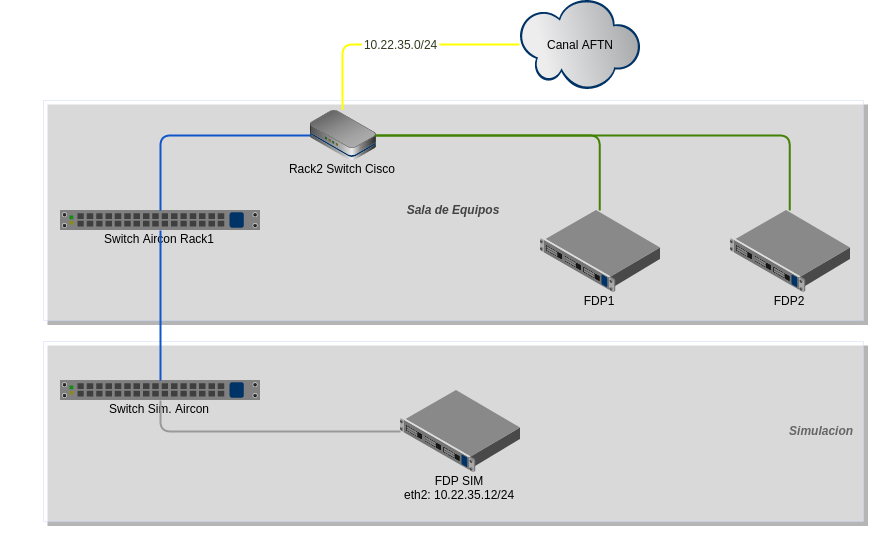 10.22.35.0/24
Canal AFTN
Rack2 Switch Cisco
Sala de Equipos
Switch Aircon Rack1
FDP1
FDP2
Switch Sim. Aircon
Simulacion
FDP SIM
eth2: 10.22.35.12/24